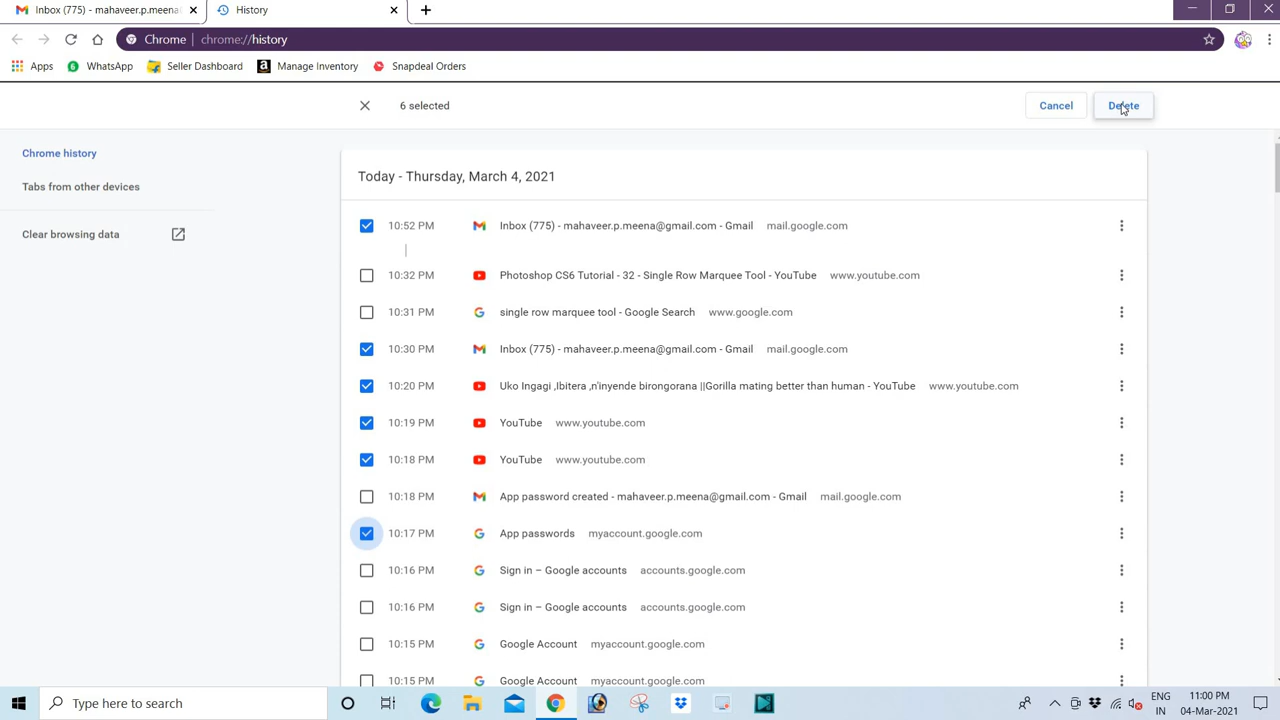 Inbox (775) - mahaveer.p.meena
History
Chrome chrome://history
Apps WhatsApp Seller Dashboard Manage Inventory Snapdeal Orders
6 selected Cancel Delete
Chrome history
Tabs from other devices
Clear browsing data
Today - Thursday, March 4, 2021
10:52 PM Inbox (775) - mahaveer.p.meena@gmail.com - Gmail mail.google.com
10:32 PM Photoshop CS6 Tutorial - 32 - Single Row Marquee Tool - YouTube www.youtube.com
10:31 PM single row marquee tool - Google Search www.google.com
10:30 PM Inbox (775) - mahaveer.p.meena@gmail.com - Gmail mail.google.com
10:20 PM Uko Ingagi ,Ibitera ,n'inyende birongorana ||Gorilla mating better than human - YouTube www.youtube.com
10:19 PM YouTube www.youtube.com
10:18 PM YouTube www.youtube.com
10:18 PM App password created - mahaveer.p.meena@gmail.com - Gmail mail.google.com
10:17 PM App passwords myaccount.google.com
10:16 PM Sign in – Google accounts accounts.google.com
10:16 PM Sign in – Google accounts accounts.google.com
10:15 PM Google Account myaccount.google.com
10:15 PM Google Account myaccount.google.com
Type here to search
ENG
IN
11:00 PM
04-Mar-2021